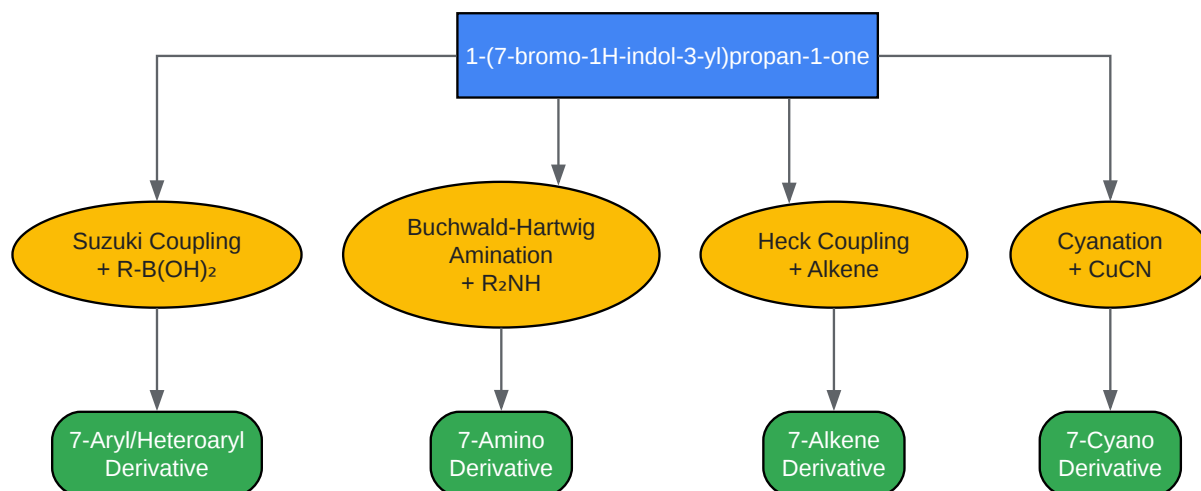 1-(7-bromo-1H-indol-3-yl)propan-1-one
Suzuki Coupling
+ R-B(OH)₂
Buchwald-Hartwig
Amination
+ R₂NH
Heck Coupling
+ Alkene
Cyanation
+ CuCN
7-Aryl/Heteroaryl
Derivative
7-Amino
Derivative
7-Alkene
Derivative
7-Cyano
Derivative